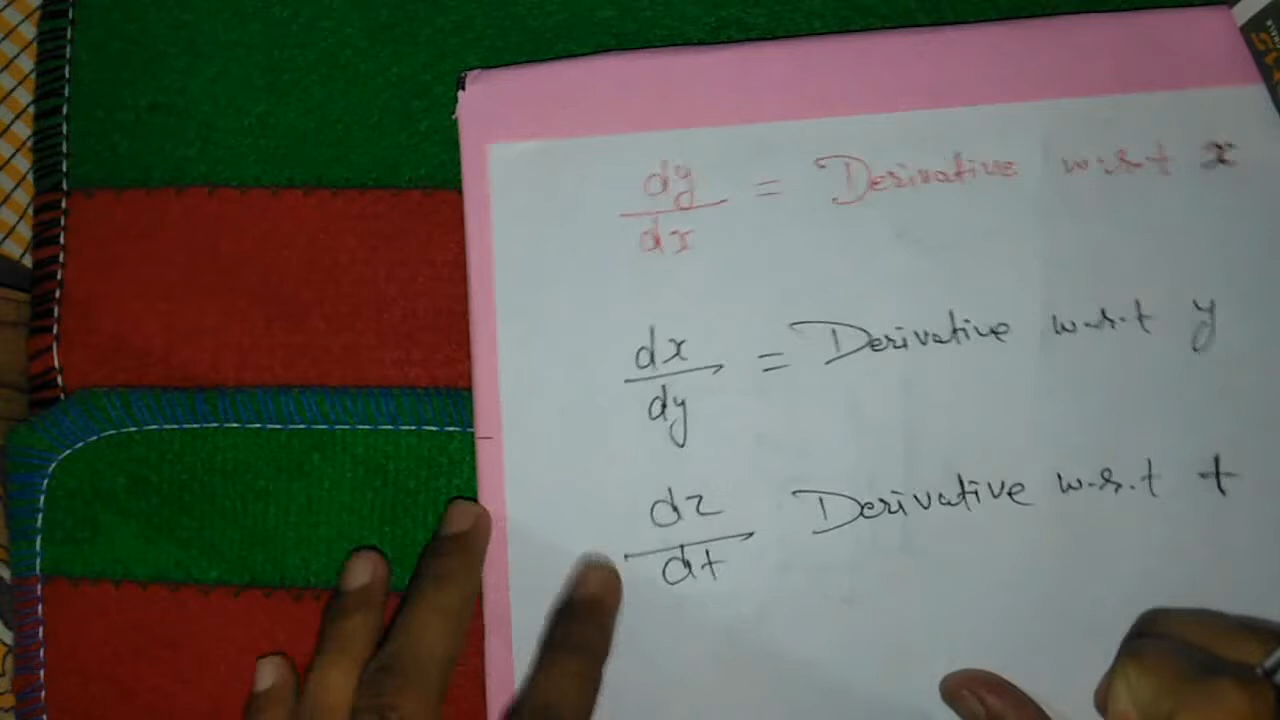 dy/dx = Derivative w.r.t x
dx/dy = Derivative w.r.t y
dz/dt Derivative w.r.t t